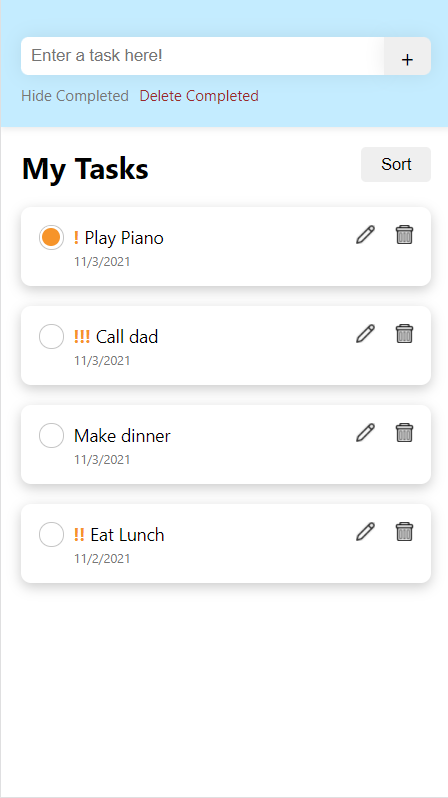 Enter a task here! +
Hide Completed Delete Completed
My Tasks Sort
! Play Piano
11/3/2021
!!! Call dad
11/3/2021
Make dinner
11/3/2021
!! Eat Lunch
11/2/2021